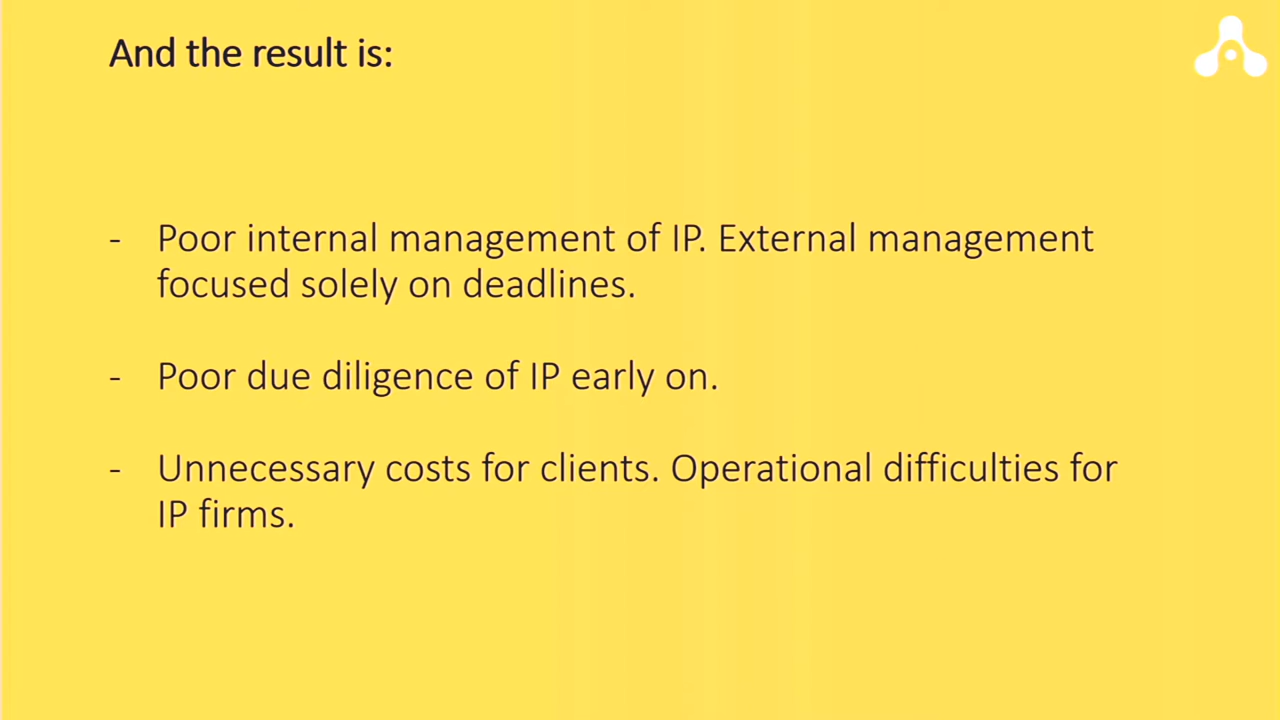 And the result is:
- Poor internal management of IP. External management
focused solely on deadlines.
- Poor due diligence of IP early on.
- Unnecessary costs for clients. Operational difficulties for
IP firms.